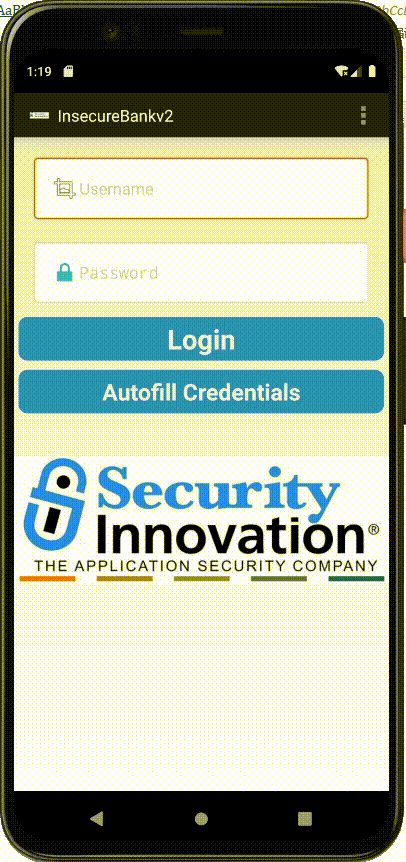 1:19
InsecureBankv2
Username
Password
Login
Autofill Credentials
Security
Innovation®
THE APPLICATION SECURITY COMPANY